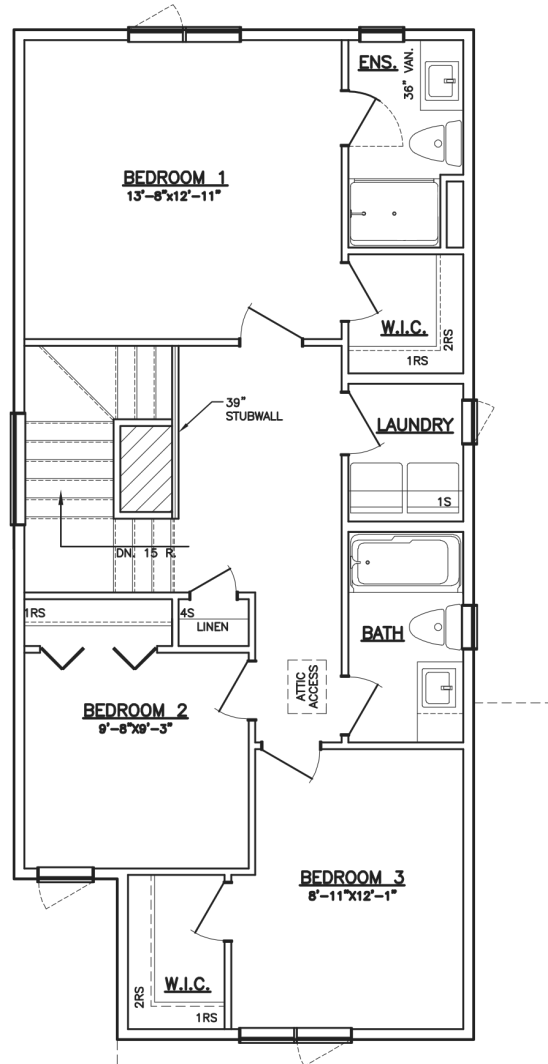 ENS.
36" VAN.
BEDROOM 1
13'-8"x12'-11"
W.I.C.
2RS
1RS
39"
STUBWALL
LAUNDRY
1S
DN. 15 R.
1RS
4S
LINEN
BATH
ATTIC
ACCESS
BEDROOM 2
9'-8"X9'-3"
BEDROOM 3
8'-11"X12'-1"
W.I.C.
2RS
1RS